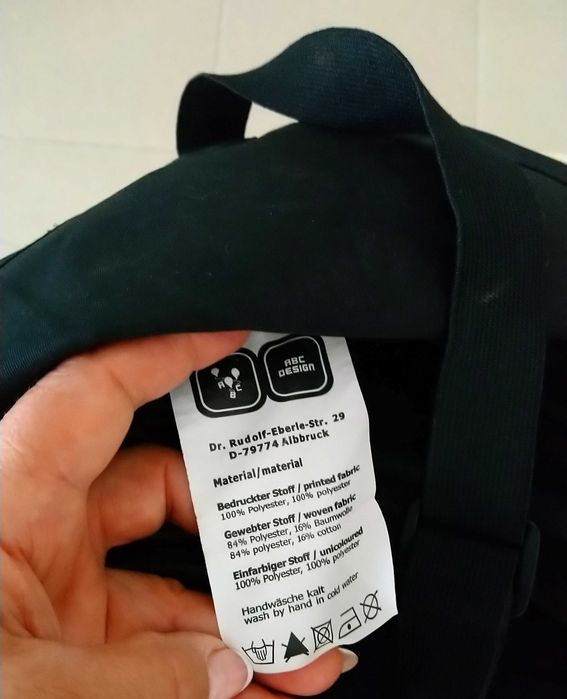 A B C
ABC
DESIGN
Dr. Rudolf-Eberle-Str. 29
D-79774 Albbruck
Material/material
Bedruckter Stoff / printed fabric
100% Polyester, 100% polyester
Gewebter Stoff / woven fabric
84% Polyester, 16% Baumwolle
84% polyester, 16% cotton
Einfarbiger Stoff / unicoloured
100% Polyester, 100% polyester
Handwäsche kalt
wash by hand in cold water